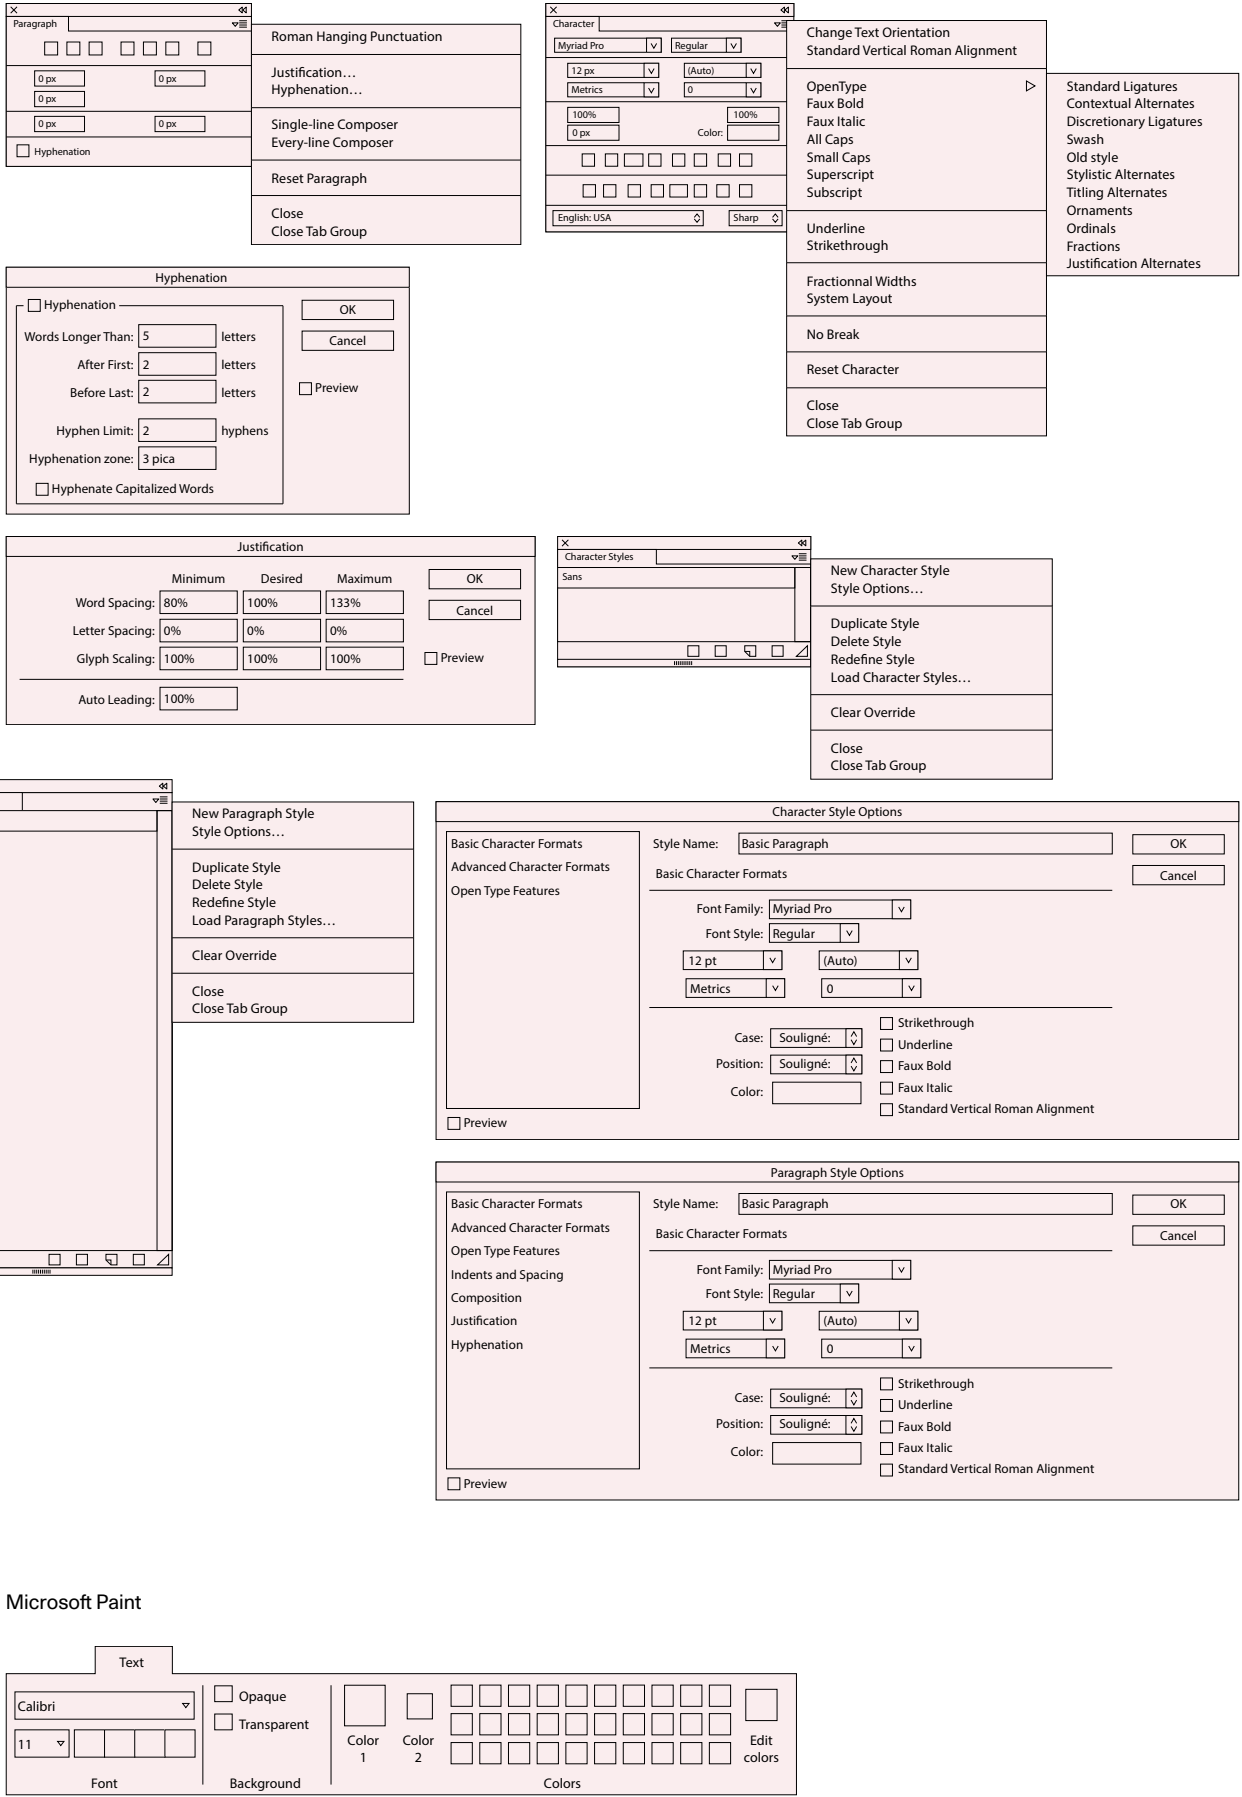 Paragraph
0 px
0 px
0 px
0 px
0 px
Hyphenation
Roman Hanging Punctuation
Justification…
Hyphenation…
Single-line Composer
Every-line Composer
Reset Paragraph
Close
Close Tab Group
Character
Myriad Pro
Regular
12 px
(Auto)
Metrics
0
100%
100%
0 px
Color:
English: USA
Sharp
Change Text Orientation
Standard Vertical Roman Alignment
OpenType
Faux Bold
Faux Italic
All Caps
Small Caps
Superscript
Subscript
Underline
Strikethrough
Fractionnal Widths
System Layout
No Break
Reset Character
Close
Close Tab Group
Standard Ligatures
Contextual Alternates
Discretionary Ligatures
Swash
Old style
Stylistic Alternates
Titling Alternates
Ornaments
Ordinals
Fractions
Justification Alternates
Hyphenation
Hyphenation
Words Longer Than: 5 letters
After First: 2 letters
Before Last: 2 letters
Hyphen Limit: 2 hyphens
Hyphenation zone: 3 pica
Hyphenate Capitalized Words
OK
Cancel
Preview
Justification
Minimum Desired Maximum
Word Spacing: 80% 100% 133%
Letter Spacing: 0% 0% 0%
Glyph Scaling: 100% 100% 100%
Auto Leading: 100%
OK
Cancel
Preview
Character Styles
Sans
New Character Style
Style Options…
Duplicate Style
Delete Style
Redefine Style
Load Character Styles…
Clear Override
Close
Close Tab Group
New Paragraph Style
Style Options…
Duplicate Style
Delete Style
Redefine Style
Load Paragraph Styles…
Clear Override
Close
Close Tab Group
Character Style Options
Basic Character Formats
Advanced Character Formats
Open Type Features
Preview
Style Name: Basic Paragraph
Basic Character Formats
Font Family: Myriad Pro
Font Style: Regular
12 pt (Auto)
Metrics 0
Case: Souligné:
Position: Souligné:
Color:
Strikethrough
Underline
Faux Bold
Faux Italic
Standard Vertical Roman Alignment
OK
Cancel
Paragraph Style Options
Basic Character Formats
Advanced Character Formats
Open Type Features
Indents and Spacing
Composition
Justification
Hyphenation
Preview
Style Name: Basic Paragraph
Basic Character Formats
Font Family: Myriad Pro
Font Style: Regular
12 pt (Auto)
Metrics 0
Case: Souligné:
Position: Souligné:
Color:
Strikethrough
Underline
Faux Bold
Faux Italic
Standard Vertical Roman Alignment
OK
Cancel
Microsoft Paint
Text
Calibri
11
Font
Opaque
Transparent
Background
Color
1
Color
2
Edit
colors
Colors